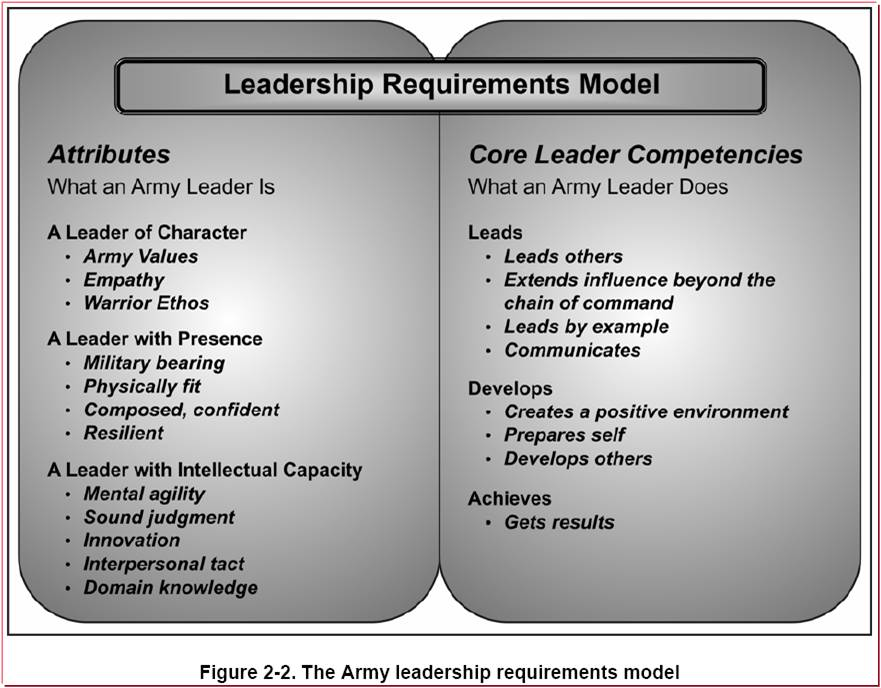 Leadership Requirements Model
Attributes
What an Army Leader Is
A Leader of Character
• Army Values
• Empathy
• Warrior Ethos
A Leader with Presence
• Military bearing
• Physically fit
• Composed, confident
• Resilient
A Leader with Intellectual Capacity
• Mental agility
• Sound judgment
• Innovation
• Interpersonal tact
• Domain knowledge
Core Leader Competencies
What an Army Leader Does
Leads
• Leads others
• Extends influence beyond the
chain of command
• Leads by example
• Communicates
Develops
• Creates a positive environment
• Prepares self
• Develops others
Achieves
• Gets results
Figure 2-2. The Army leadership requirements model